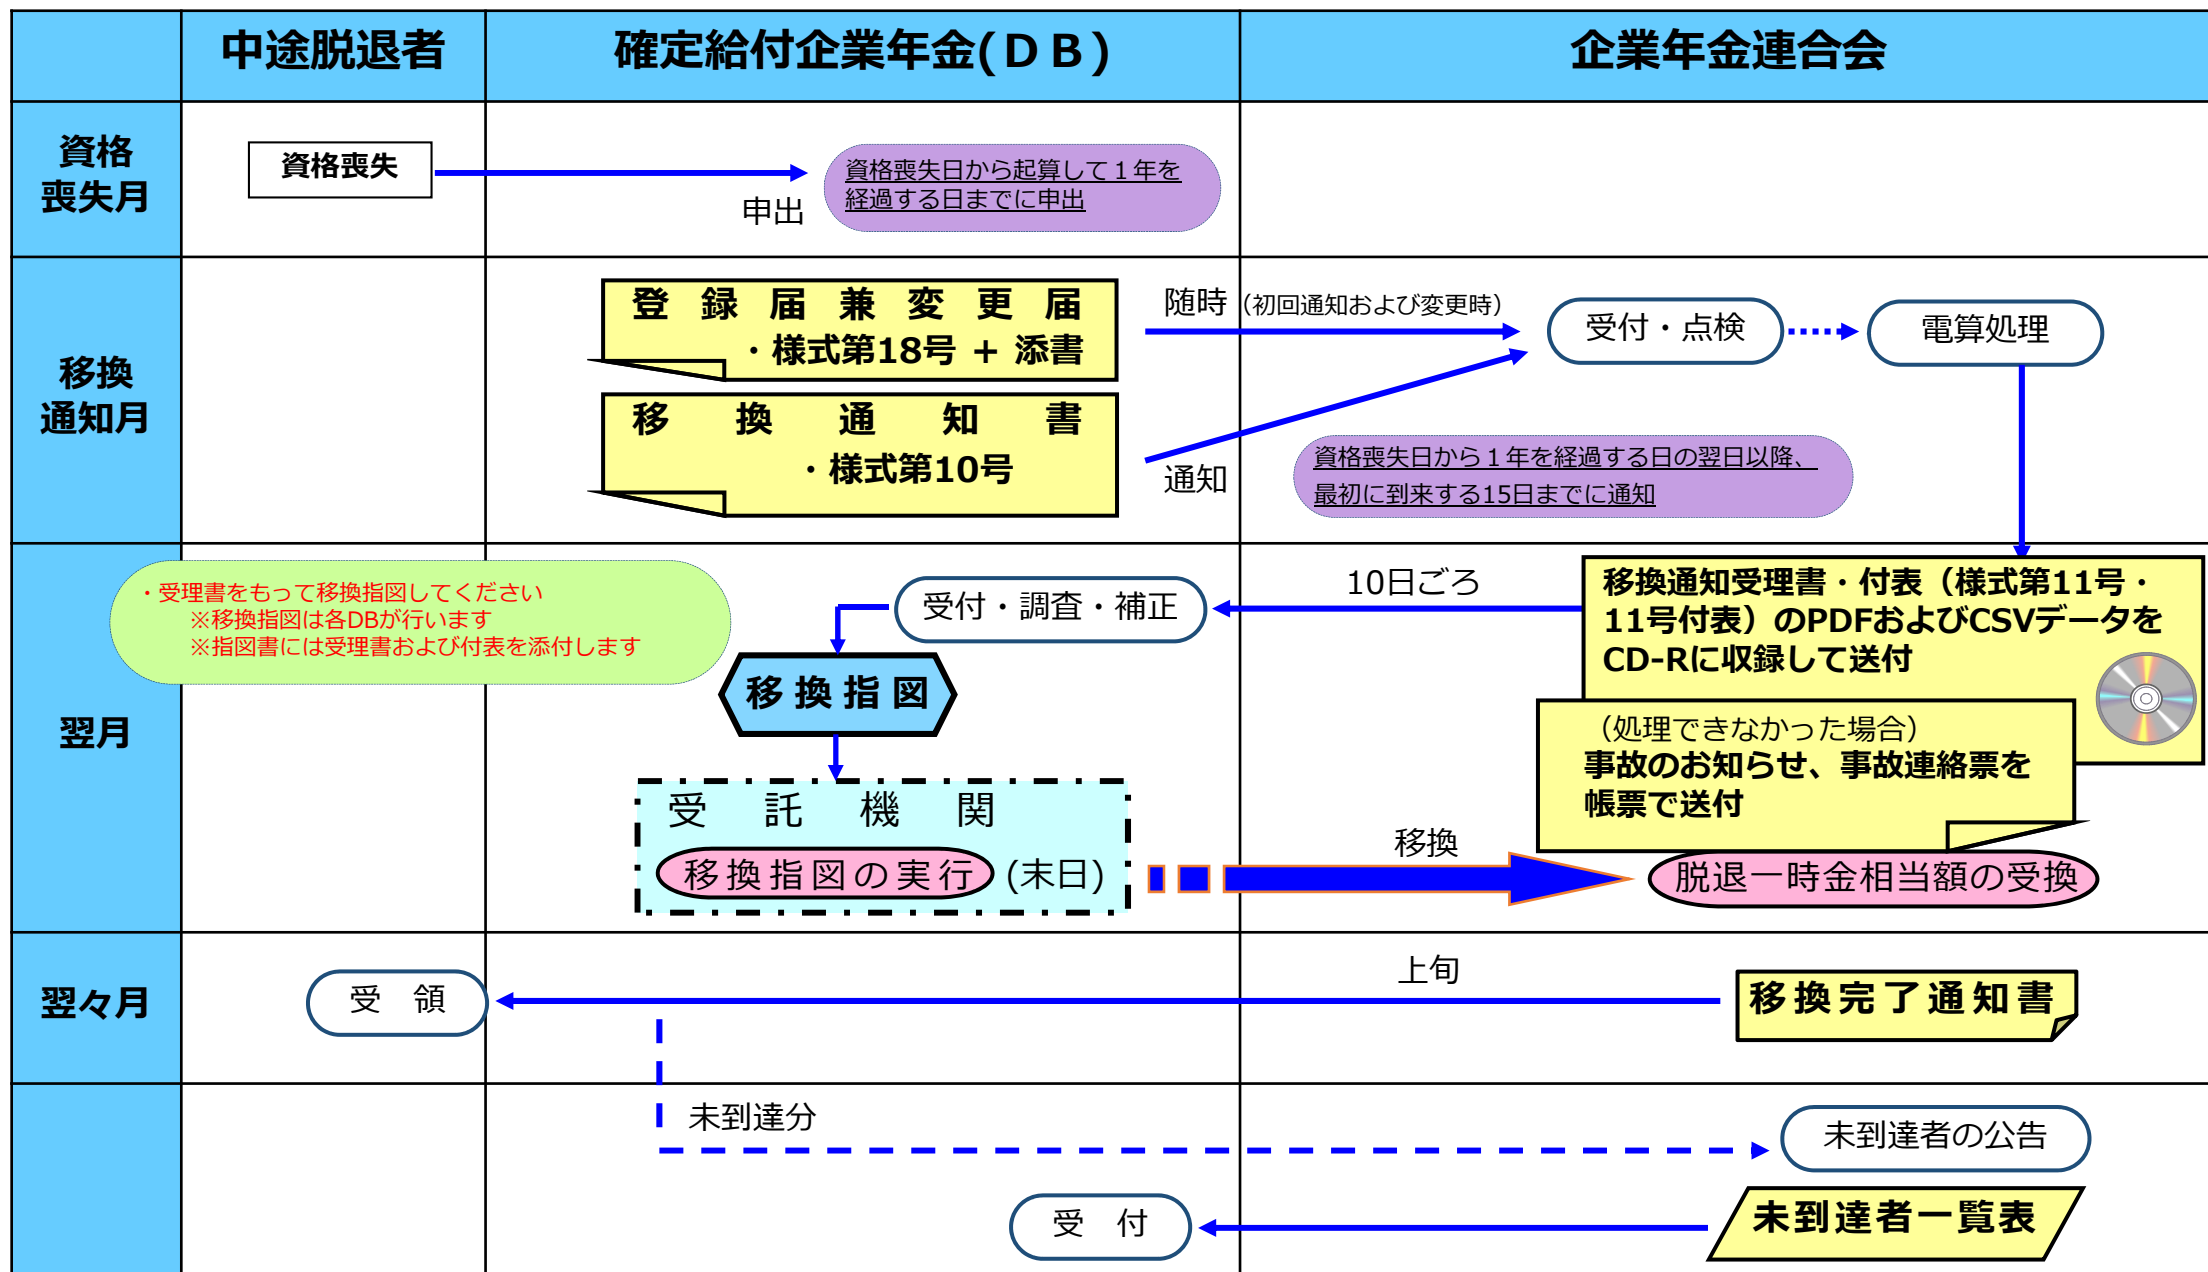 中途脱退者
確定給付企業年金(ＤＢ)
企業年金連合会
資格
喪失月
資格喪失
申出
資格喪失日から起算して１年を
経過する日までに申出
移換
通知月
登録届兼変更届
・様式第18号 + 添書
随時（初回通知および変更時）
受付・点検
電算処理
移換通知書
・様式第10号
通知
資格喪失日から１年を経過する日の翌日以降、
最初に到来する15日までに通知
翌月
・受理書をもって移換指図してください
※移換指図は各DBが行います
※指図書には受理書および付表を添付します
受付・調査・補正
10日ごろ
移換通知受理書・付表（様式第11号・
11号付表）のPDFおよびCSVデータを
CD-Rに収録して送付
移換指図
（処理できなかった場合）
事故のお知らせ、事故連絡票を
帳票で送付
受託機関
移換指図の実行
(末日)
移換
脱退一時金相当額の受換
翌々月
受　領
上旬
移換完了通知書
未到達分
未到達者の公告
受　付
未到達者一覧表